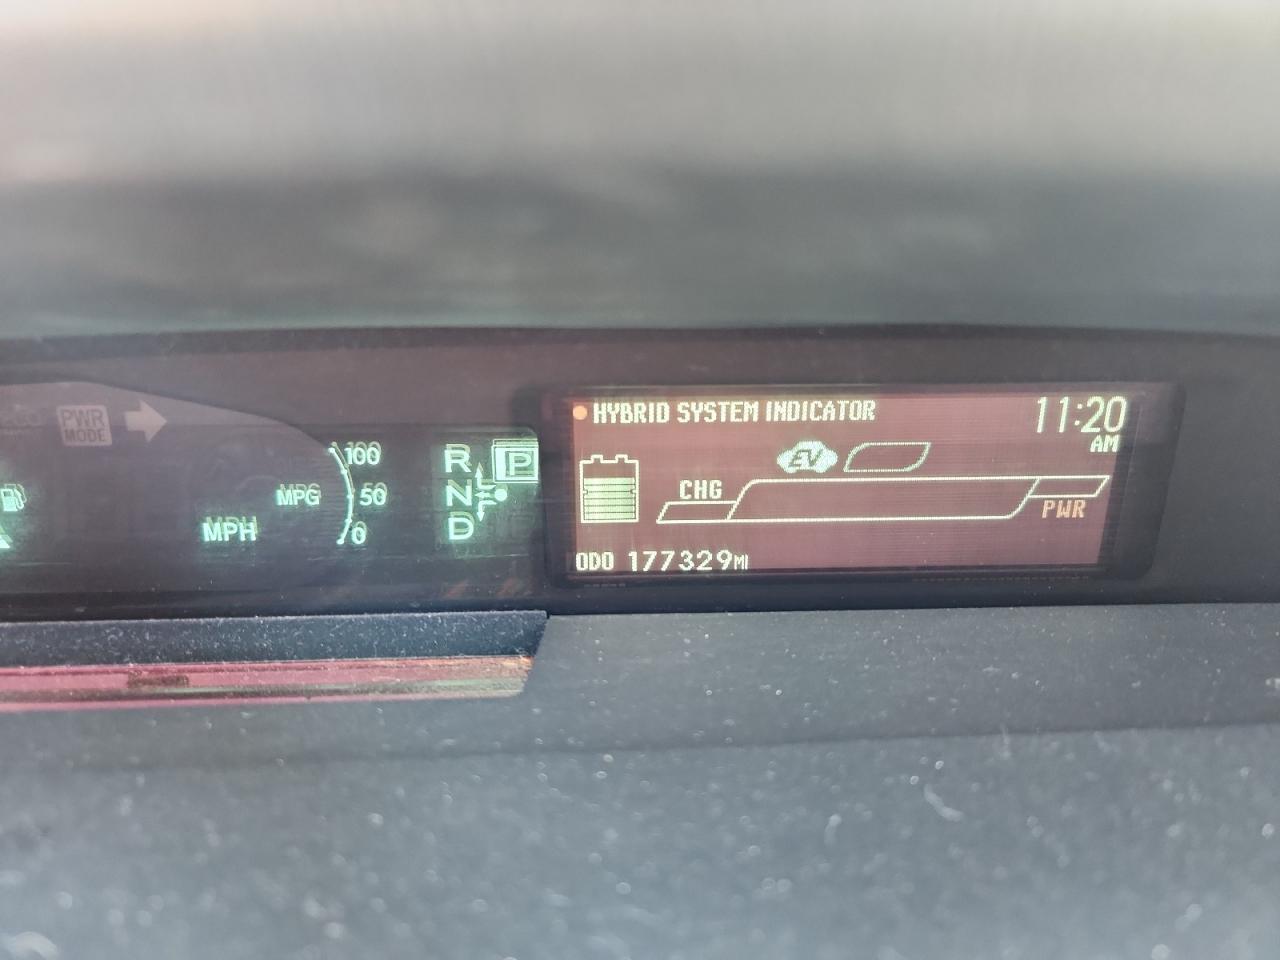 PWR
MODE
100
MPG
50
MPH
0
R
P
N
D
HYBRID SYSTEM INDICATOR
11:20
AM
EV
CHG
PWR
ODO 177329MI